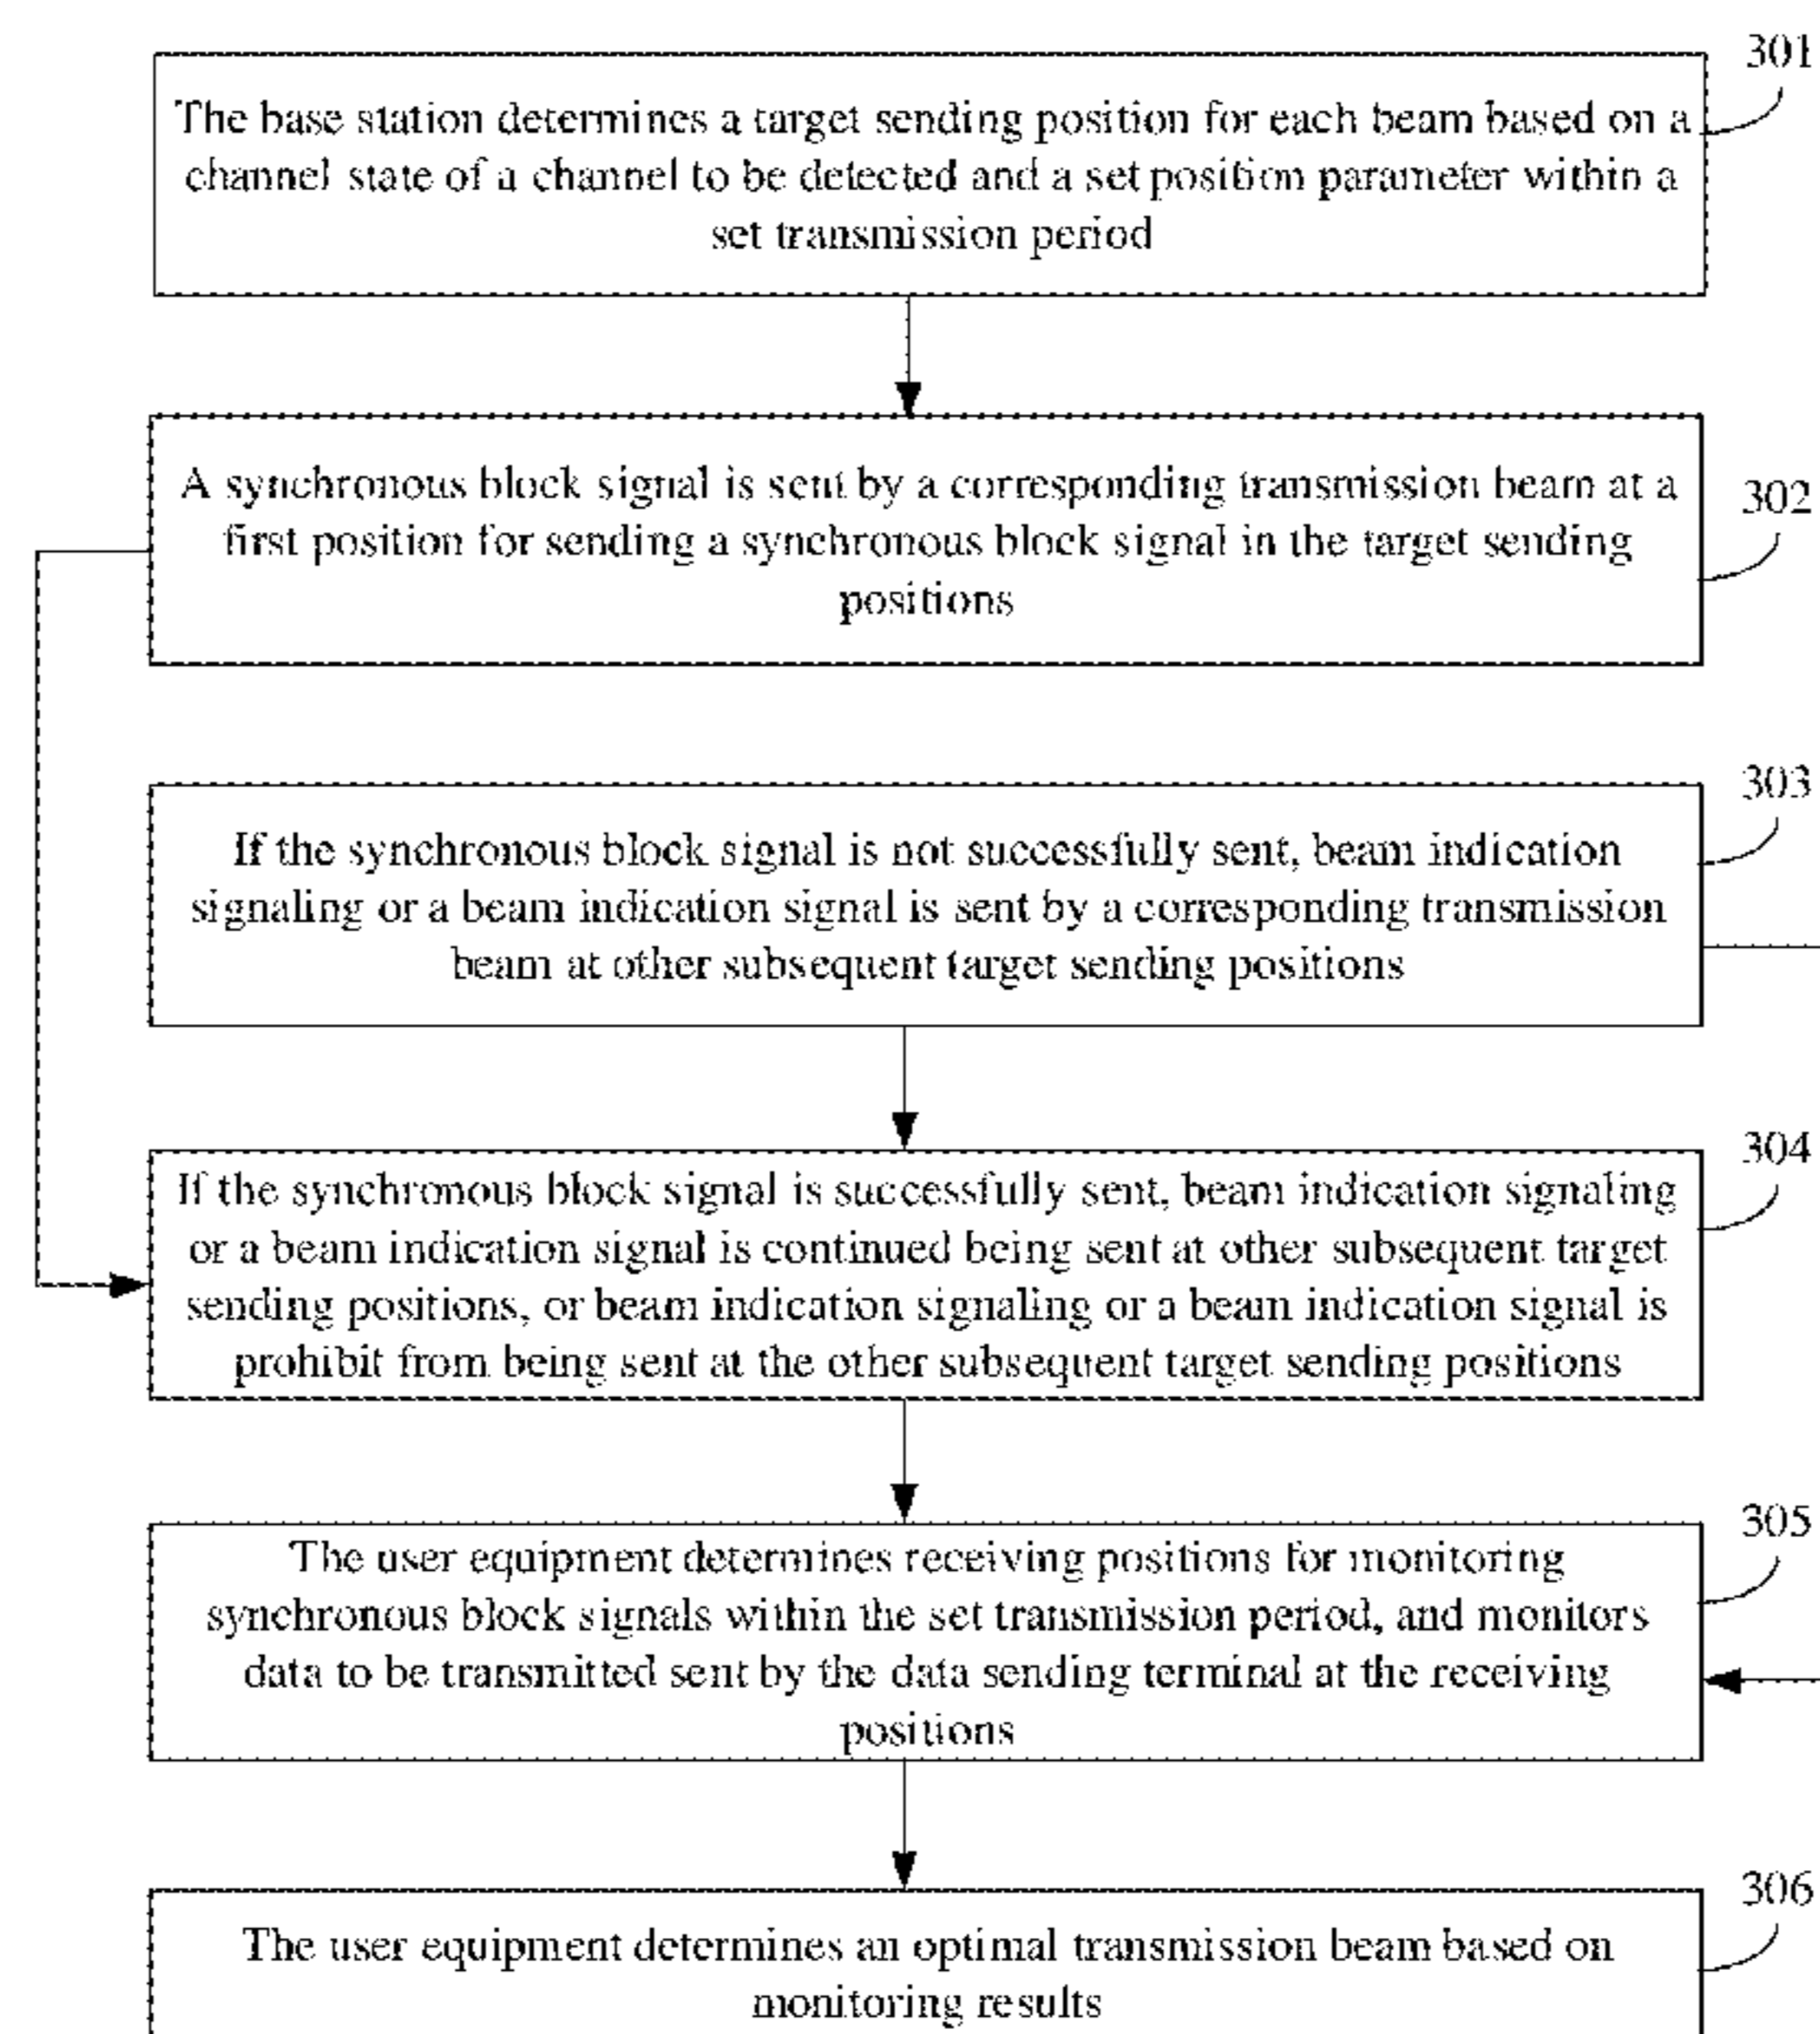 301
The base station determines a target sending position for each beam based on a
channel state of a channel to be detected and a set position parameter within a
set transmission period
302
A synchronous block signal is sent by a corresponding transmission beam at a
first position for sending a synchronous block signal in the target sending
positions
303
If the synchronous block signal is not successfully sent, beam indication
signaling or a beam indication signal is sent by a corresponding transmission
beam at other subsequent target sending positions
304
If the synchronous block signal is successfully sent, beam indication signaling
or a beam indication signal is continued being sent at other subsequent target
sending positions, or beam indication signaling or a beam indication signal is
prohibit from being sent at the other subsequent target sending positions
305
The user equipment determines receiving positions for monitoring
synchronous block signals within the set transmission period, and monitors
data to be transmitted sent by the data sending terminal at the receiving
positions
306
The user equipment determines an optimal transmission beam based on
monitoring results